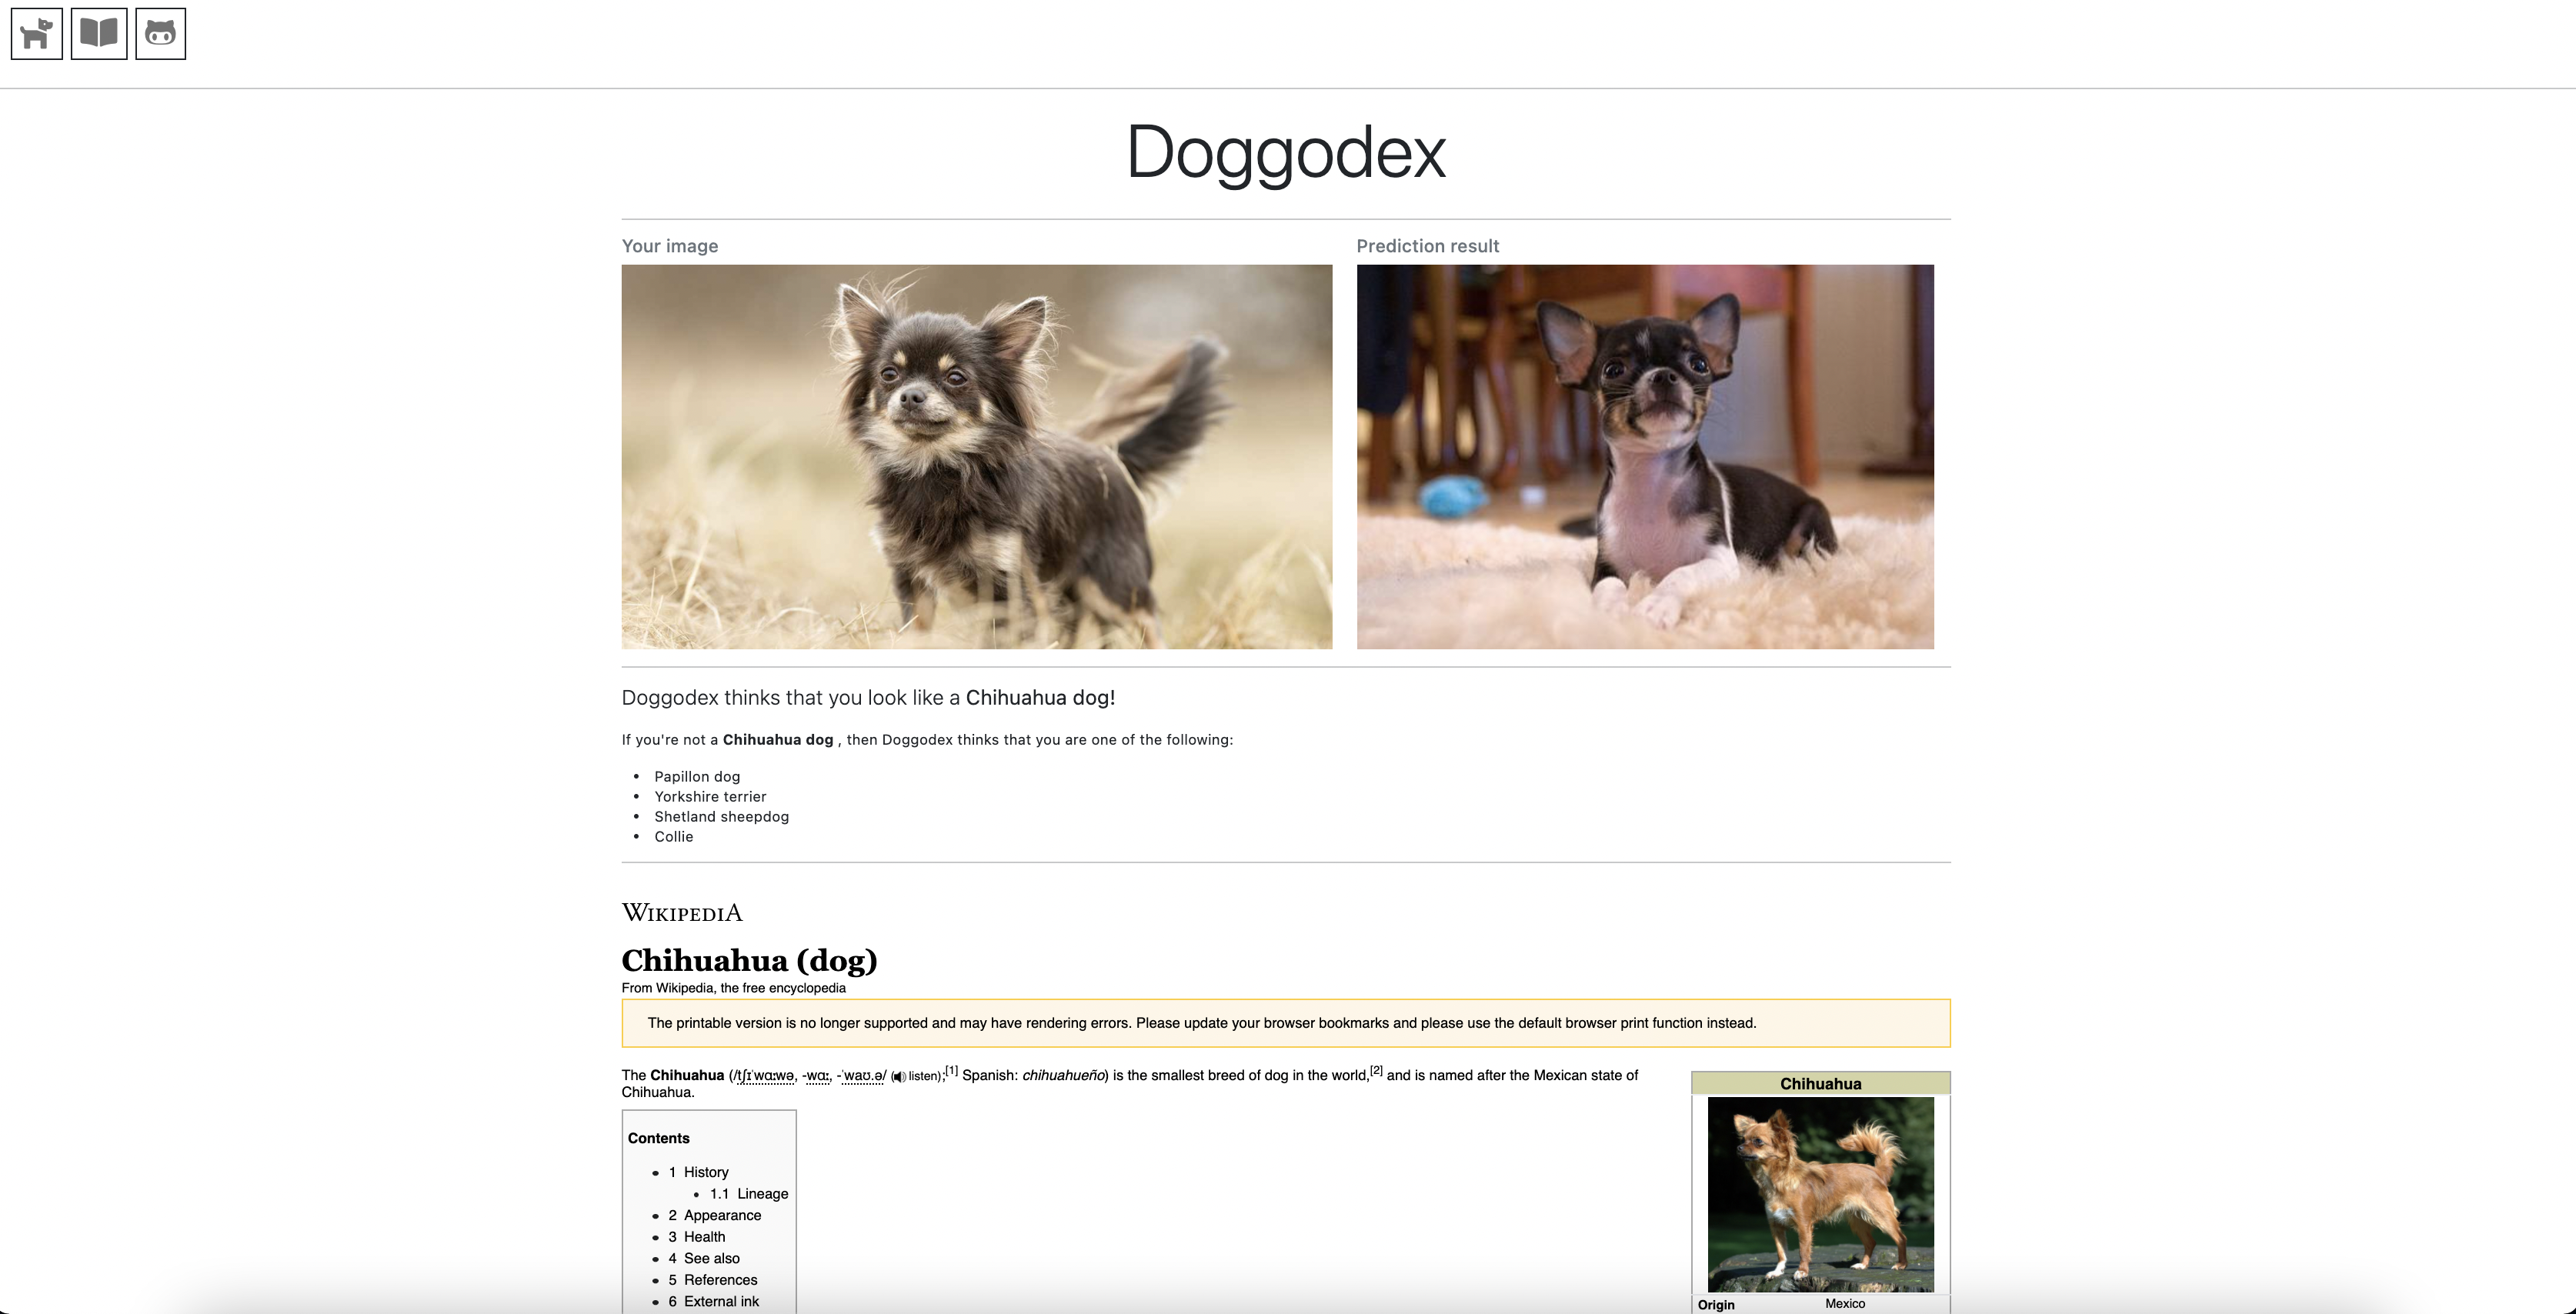 Doggodex
Your image
Prediction result
Doggodex thinks that you look like a Chihuahua dog!
If you're not a Chihuahua dog , then Doggodex thinks that you are one of the following:
• Papillon dog
• Yorkshire terrier
• Shetland sheepdog
• Collie
WIKIPEDIA
Chihuahua (dog)
From Wikipedia, the free encyclopedia
The printable version is no longer supported and may have rendering errors. Please update your browser bookmarks and please use the default browser print function instead.
The Chihuahua (/tʃɪˈwɑːwə, -wɑː, -ˈwaʊ.ə/ (listen);[1] Spanish: chihuahueño) is the smallest breed of dog in the world,[2] and is named after the Mexican state of
Chihuahua.
Contents
• 1 History
• 1.1 Lineage
• 2 Appearance
• 3 Health
• 4 See also
• 5 References
• 6 External ink
Chihuahua
Origin Mexico